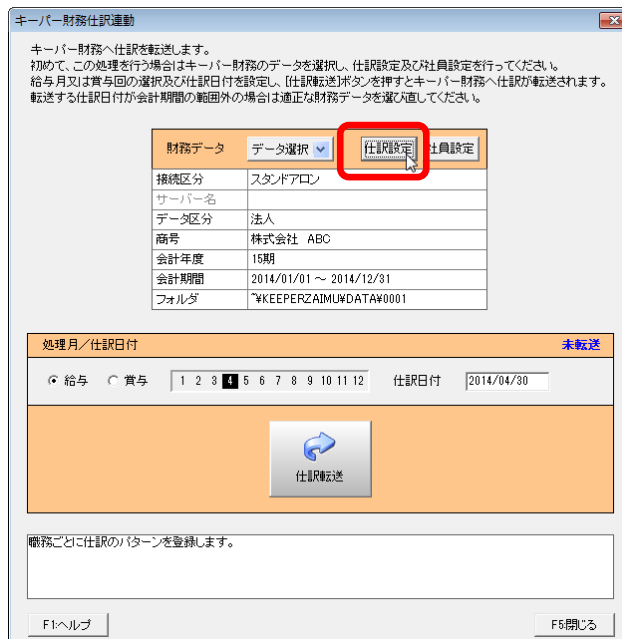 キーパー財務仕訳連動
キーパー財務へ仕訳を転送します。
初めて、この処理を行う場合はキーパー財務のデータを選択し、仕訳設定及び社員設定を行ってください。
給与月又は賞与回の選択及び仕訳日付を設定し、[仕訳転送]ボタンを押すとキーパー財務へ仕訳が転送されます。
転送する仕訳日付が会計期間の範囲外の場合は適正な財務データを選び直してください。
財務データ データ選択 仕訳設定 社員設定
接続区分 スタンドアロン
サーバー名
データ区分 法人
商号 株式会社 ABC
会計年度 15期
会計期間 2014/01/01 ～ 2014/12/31
フォルダ ~¥KEEPERZAIMU¥DATA¥0001
処理月／仕訳日付 未転送
給与 賞与 1 2 3 4 5 6 7 8 9 10 11 12 仕訳日付 2014/04/30
仕訳転送
職務ごとに仕訳のパターンを登録します。
F1:ヘルプ F5:閉じる